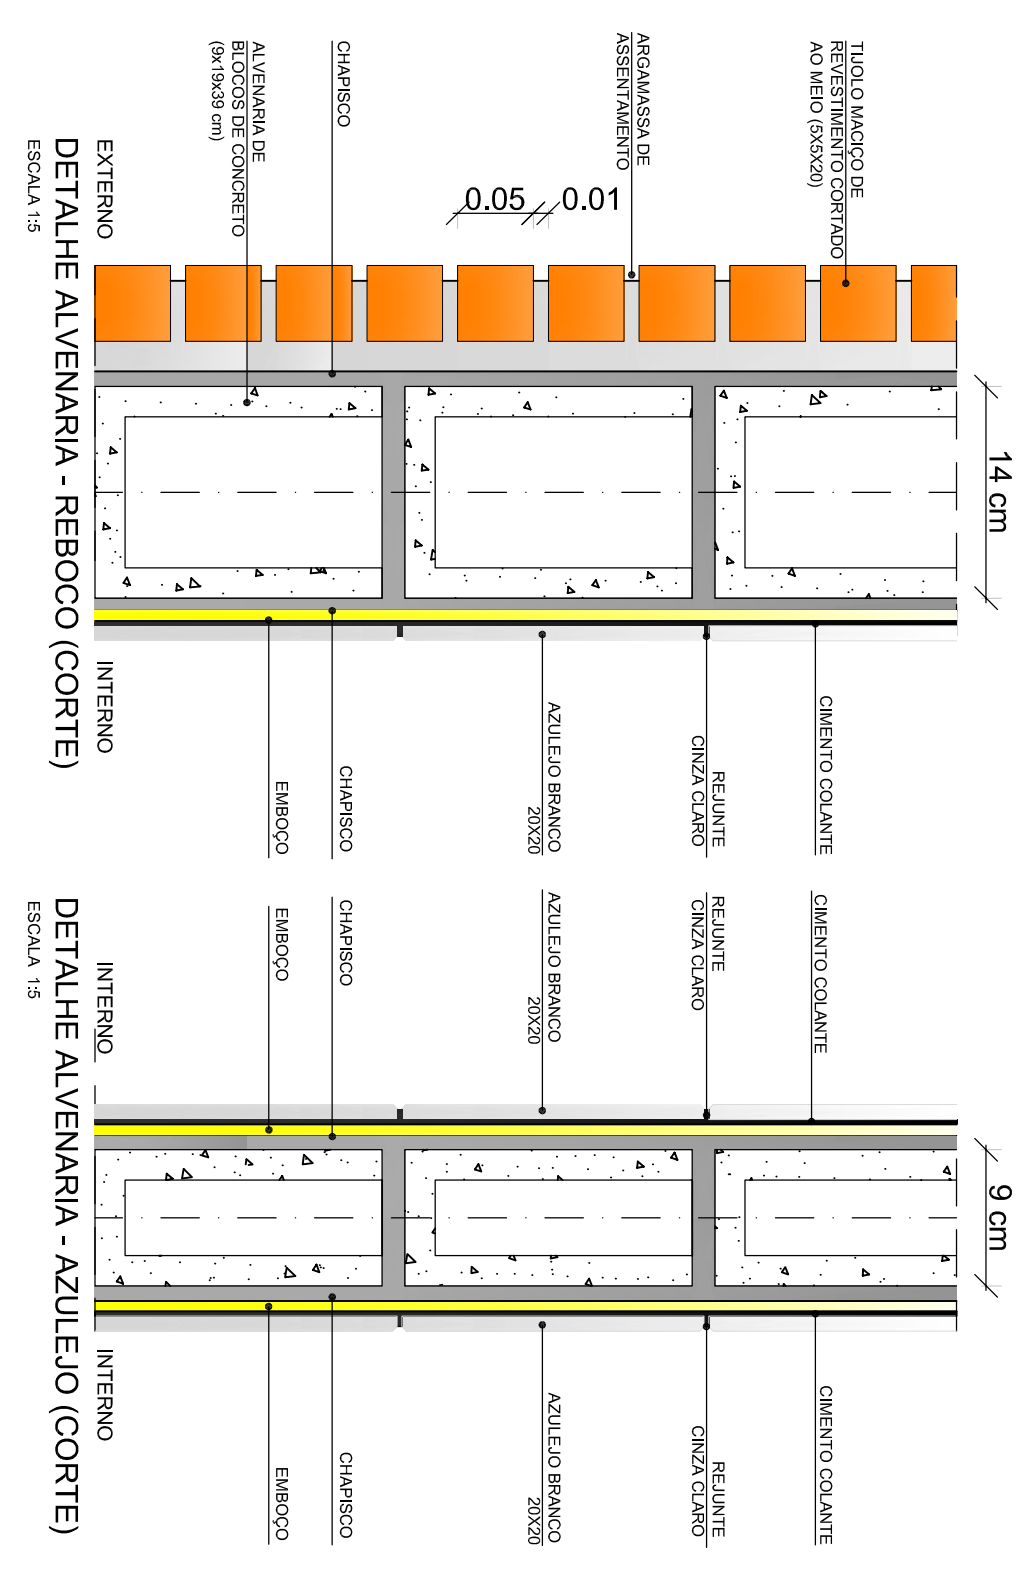 TIJOLO MACIÇO DE
REVESTIMENTO CORTADO
AO MEIO (5X5X20)
ARGAMASSA DE
ASSENTAMENTO
CHAPISCO
ALVENARIA DE
BLOCOS DE CONCRETO
(9x19x39 cm)
0.05
0.01
14 cm
CIMENTO COLANTE
REJUNTE
CINZA CLARO
AZULEJO BRANCO
20X20
CHAPISCO
EMBOÇO
EXTERNO
INTERNO
DETALHE ALVENARIA - REBOCO (CORTE)
ESCALA 1:5
CIMENTO COLANTE
REJUNTE
CINZA CLARO
AZULEJO BRANCO
20X20
CHAPISCO
EMBOÇO
9 cm
CIMENTO COLANTE
REJUNTE
CINZA CLARO
AZULEJO BRANCO
20X20
CHAPISCO
EMBOÇO
INTERNO
INTERNO
DETALHE ALVENARIA - AZULEJO (CORTE)
ESCALA 1:5